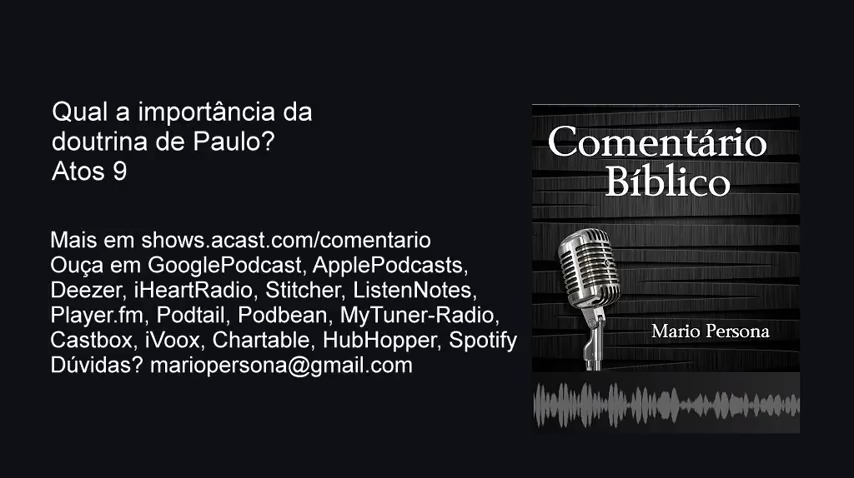 Qual a importância da
doutrina de Paulo?
Atos 9
Mais em shows.acast.com/comentario
Ouça em GooglePodcast, ApplePodcasts,
Deezer, iHeartRadio, Stitcher, ListenNotes,
Player.fm, Podtail, Podbean, MyTuner-Radio,
Castbox, iVoox, Chartable, HubHopper, Spotify
Dúvidas? mariopersona@gmail.com
Comentário
Bíblico
Mario Persona